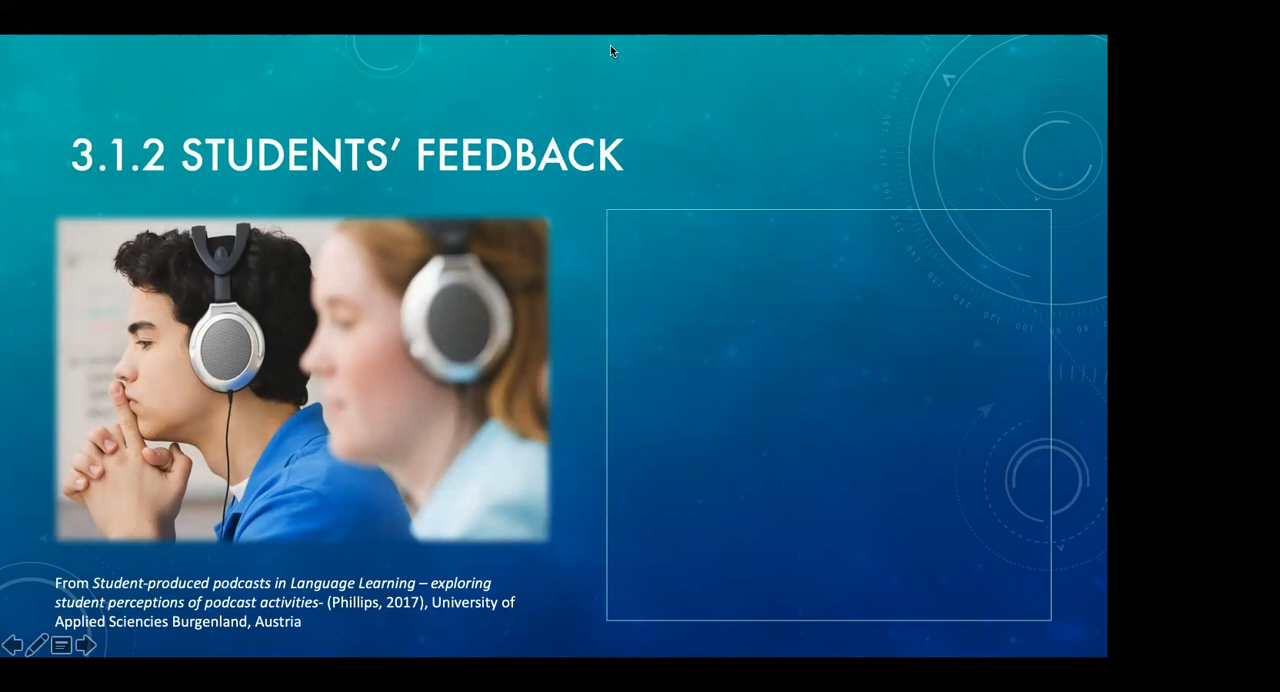 3.1.2 STUDENTS’ FEEDBACK
From Student-produced podcasts in Language Learning – exploring
student perceptions of podcast activities- (Phillips, 2017), University of
Applied Sciences Burgenland, Austria